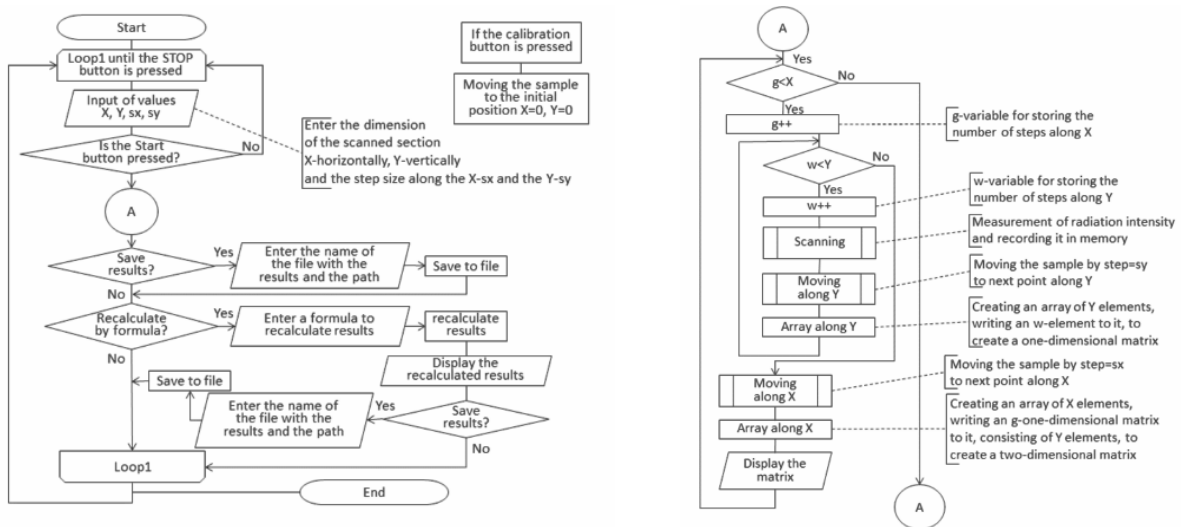 Start
Loop1 until the STOP
button is pressed
Input of values
X, Y, sx, sy
Is the Start
button pressed?
No
Enter the dimension
of the scanned section
X-horizontally, Y-vertically
and the step size along the X-sx and the Y-sy
If the calibration
button is pressed
Moving the sample
to the initial
position X=0, Y=0
A
Save
results?
Yes
Enter the name of
the file with the
results and the path
Save to file
No
Recalculate
by formula?
Yes
Enter a formula to
recalculate results
recalculate
results
No
Display the
recalculated results
Save to file
Enter the name of
the file with the
results and the path
Yes
Save
results?
No
Loop1
End
A
Yes
g<X
No
Yes
g++
g-variable for storing the
number of steps along X
w<Y
No
Yes
w++
w-variable for storing the
number of steps along Y
Scanning
Measurement of radiation intensity
and recording it in memory
Moving
along Y
Moving the sample by step=sy
to next point along Y
Array along Y
Creating an array of Y elements,
writing an w-element to it, to
create a one-dimensional matrix
Moving
along X
Moving the sample by step=sx
to next point along X
Array along X
Creating an array of X elements,
writing an g-one-dimensional matrix
to it, consisting of Y elements, to
create a two-dimensional matrix
Display the
matrix
A